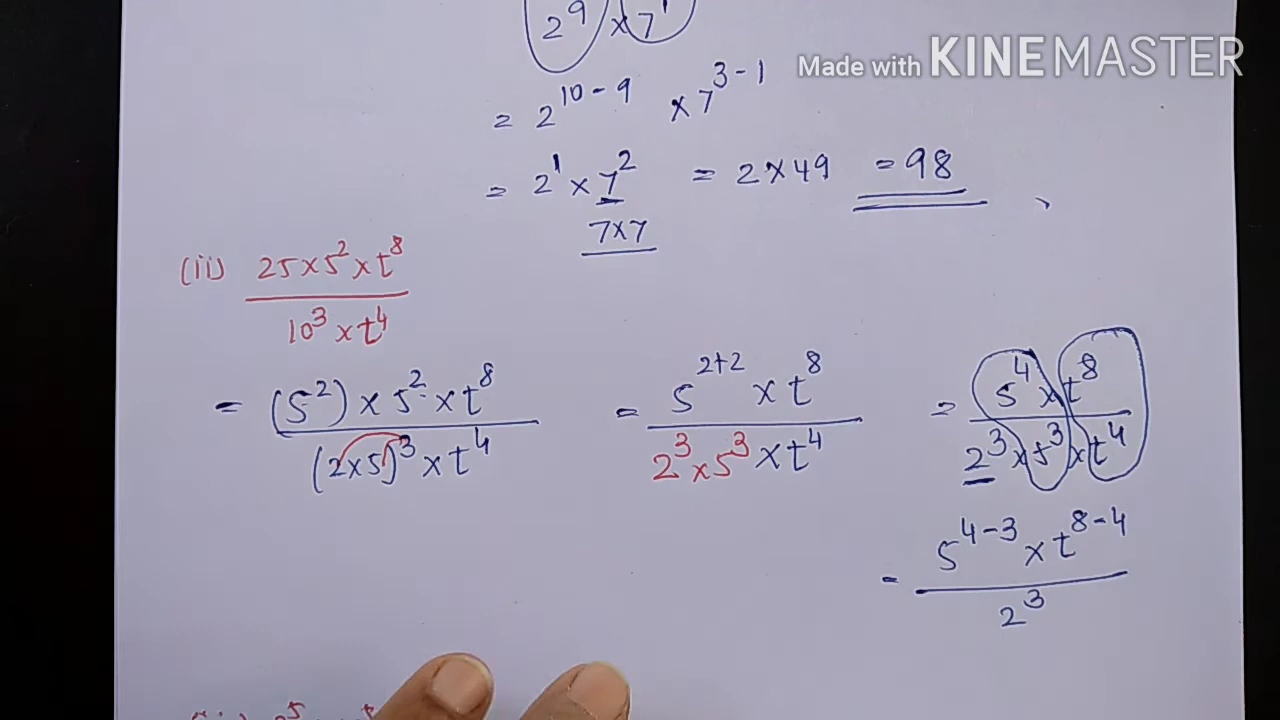 2⁹ × 7¹
Made with KINEMASTER
= 2¹⁰⁻⁹ × 7³⁻¹
= 2¹ × 7² = 2 × 49 = 98
7×7
(ii) 25 × 5² × t⁸
10³ × t⁴
= (5²) × 5² × t⁸ = 5²⁺² × t⁸ = 5⁴ × t⁸
(2×5)³ × t⁴ 2³ × 5³ × t⁴ 2³ × 5³ × t⁴
= 5⁴⁻³ × t⁸⁻⁴
2³